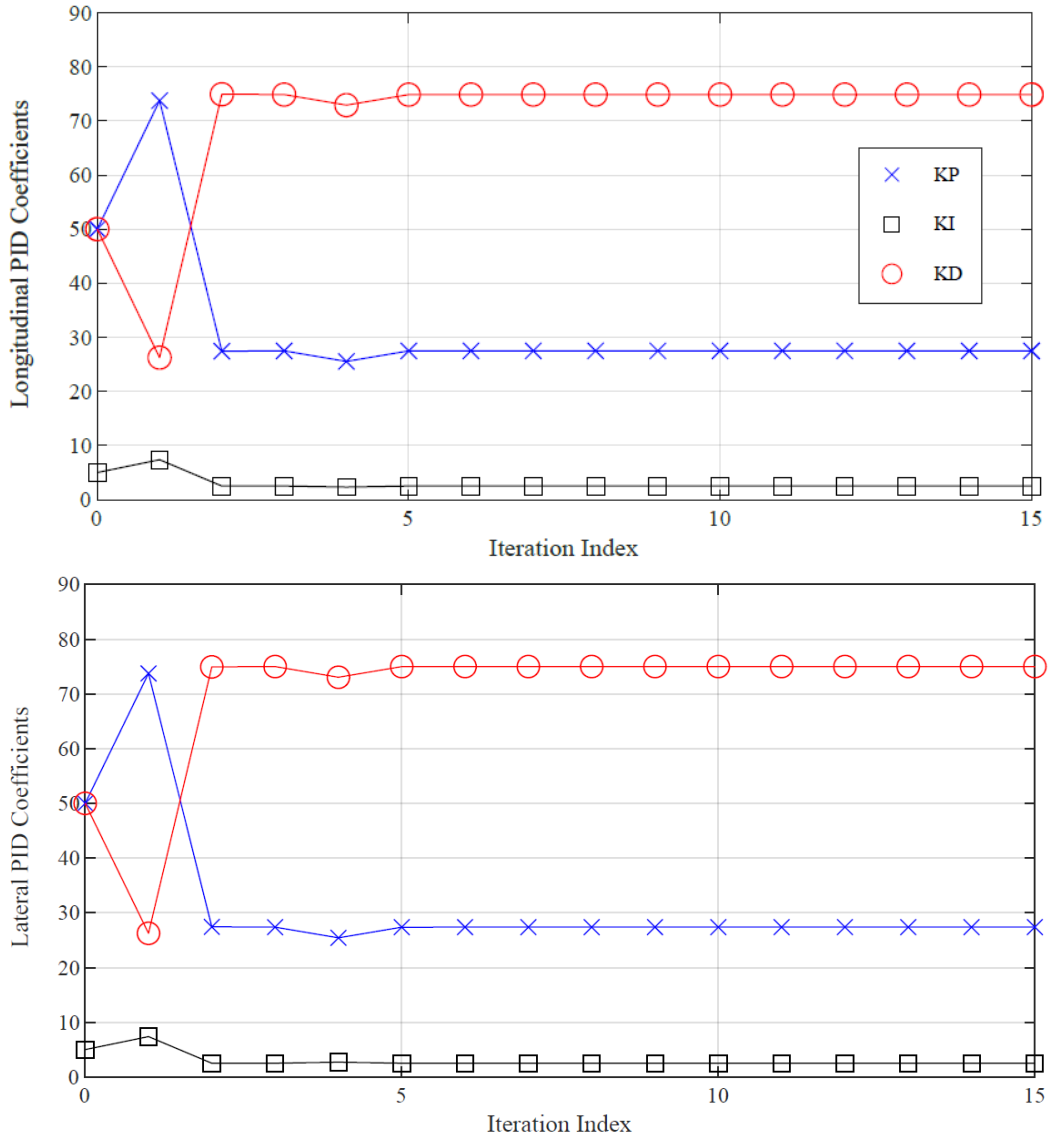 90
80
70
60
50
40
30
20
10
0
Longitudinal PID Coefficients
KP
KI
KD
0 5 10 15
Iteration Index
90
80
70
60
50
40
30
20
10
0
Lateral PID Coefficients
0 5 10 15
Iteration Index